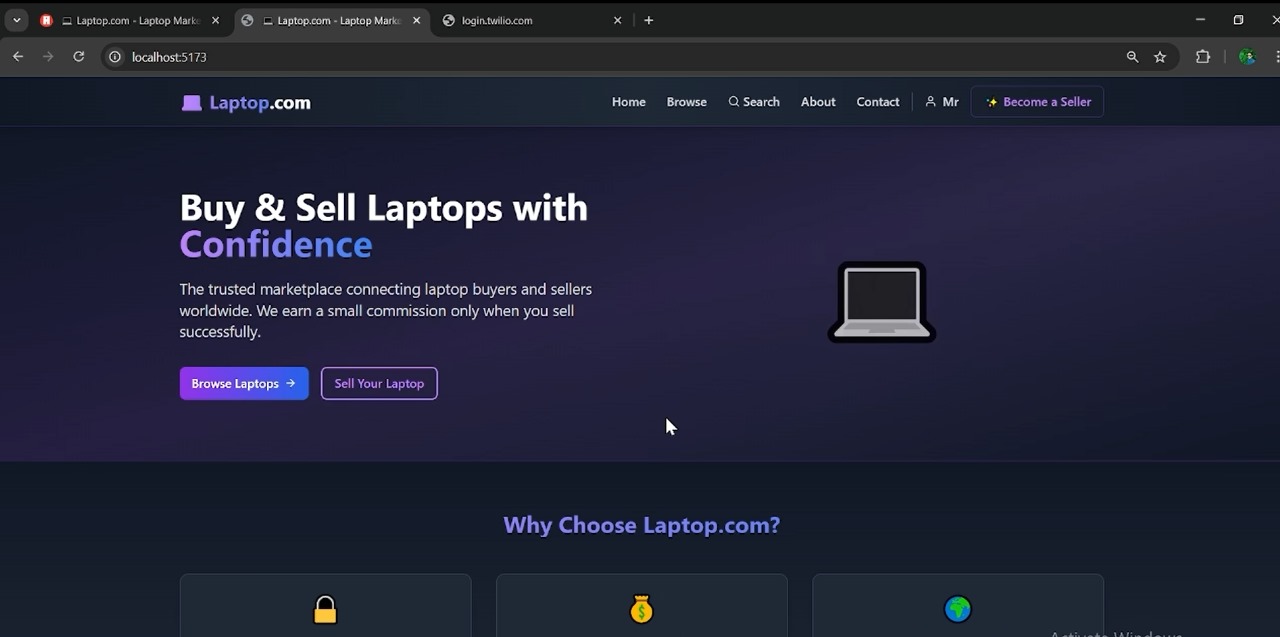 Laptop.com - Laptop Marke
Laptop.com - Laptop Marke
login.twilio.com
localhost:5173
Laptop.com
Home
Browse
Search
About
Contact
Mr
Become a Seller
Buy & Sell Laptops with
Confidence
The trusted marketplace connecting laptop buyers and sellers
worldwide. We earn a small commission only when you sell
successfully.
Browse Laptops →
Sell Your Laptop
Why Choose Laptop.com?
Activate Windows